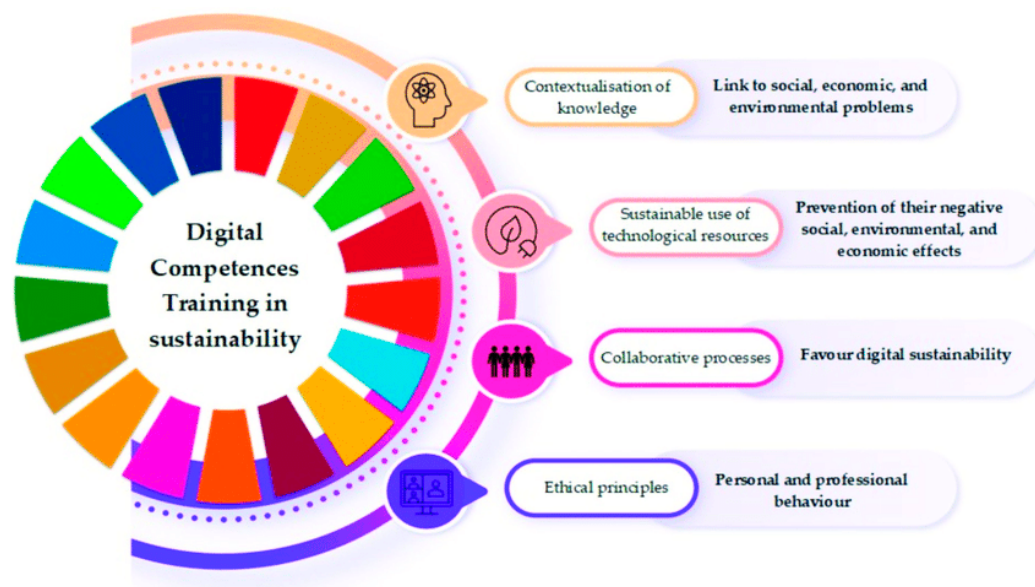 Digital
Competences
Training in
sustainability
Contextualisation of
knowledge
Link to social, economic, and
environmental problems
Sustainable use of
technological resources
Prevention of their negative
social, environmental, and
economic effects
Collaborative processes
Favour digital sustainability
Ethical principles
Personal and professional
behaviour